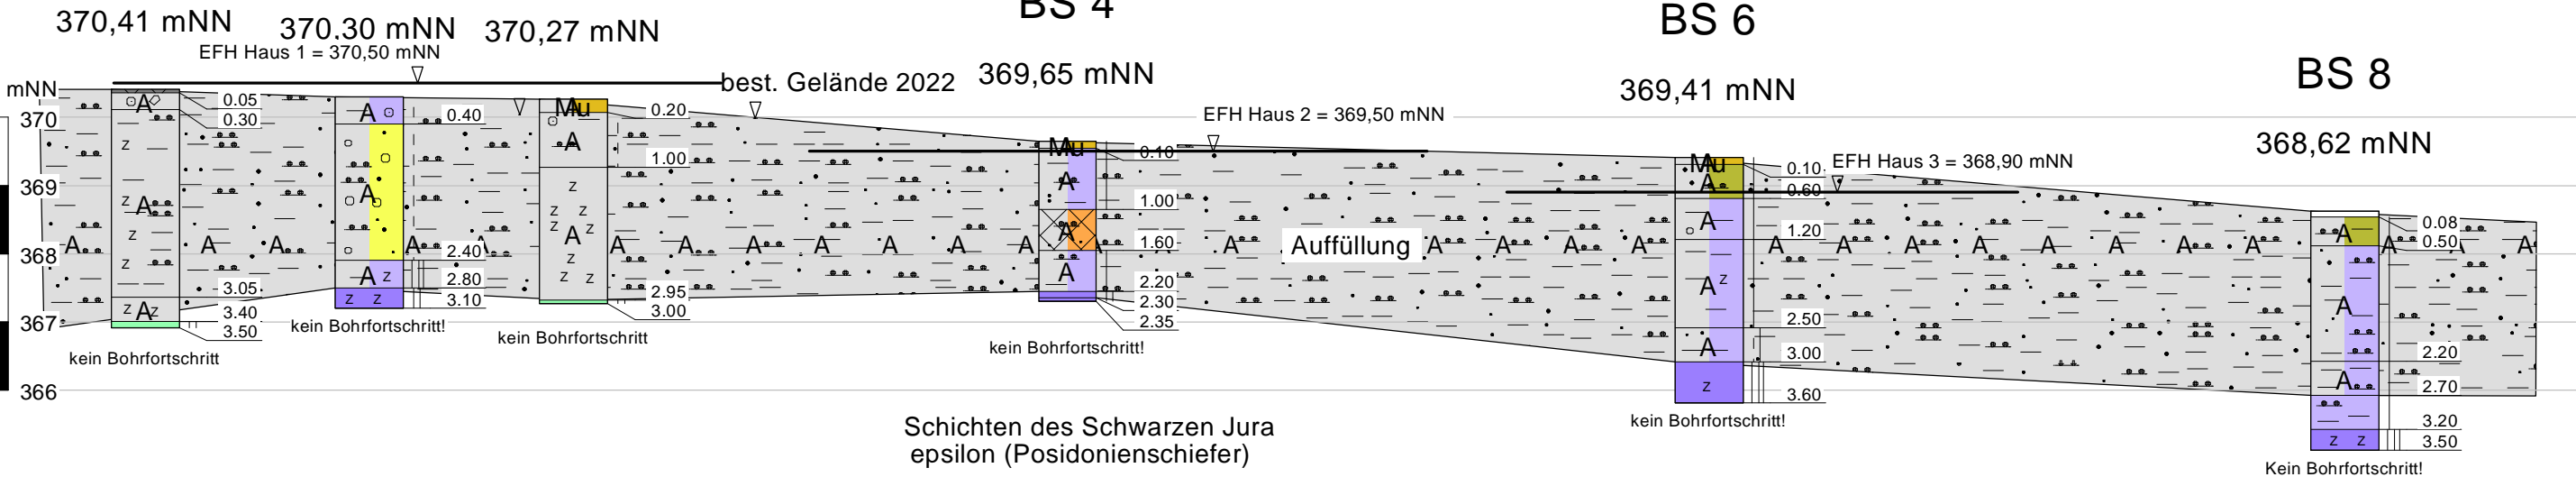 BS 4
BS 6
BS 8
370,41 mNN
370,30 mNN
370,27 mNN
369,65 mNN
369,41 mNN
368,62 mNN
EFH Haus 1 = 370,50 mNN
best. Gelände 2022
EFH Haus 2 = 369,50 mNN
EFH Haus 3 = 368,90 mNN
mNN
370
369
368
367
366
A
z
z
A
z
z
z
A
z
0.05
0.30
3.05
3.40
3.50
kein Bohrfortschritt
A
A
A
z
z
z
0.40
2.40
2.80
3.10
kein Bohrfortschritt!
Mu
A
z
z
z
z
z
A
z
z
z
0.20
1.00
2.95
3.00
kein Bohrfortschritt
Mu
A
A
A
0.10
1.00
1.60
2.20
2.30
2.35
kein Bohrfortschritt!
A A A A A A A A A A A A
Auffüllung
A A A A
Mu
A
A
A
z
A
z
0.10
0.60
1.20
2.50
3.00
3.60
kein Bohrfortschritt!
A A A A A A A A A A
A
A
A
z z
0.08
0.50
2.20
2.70
3.20
3.50
Kein Bohrfortschritt!
Schichten des Schwarzen Jura
epsilon (Posidonienschiefer)